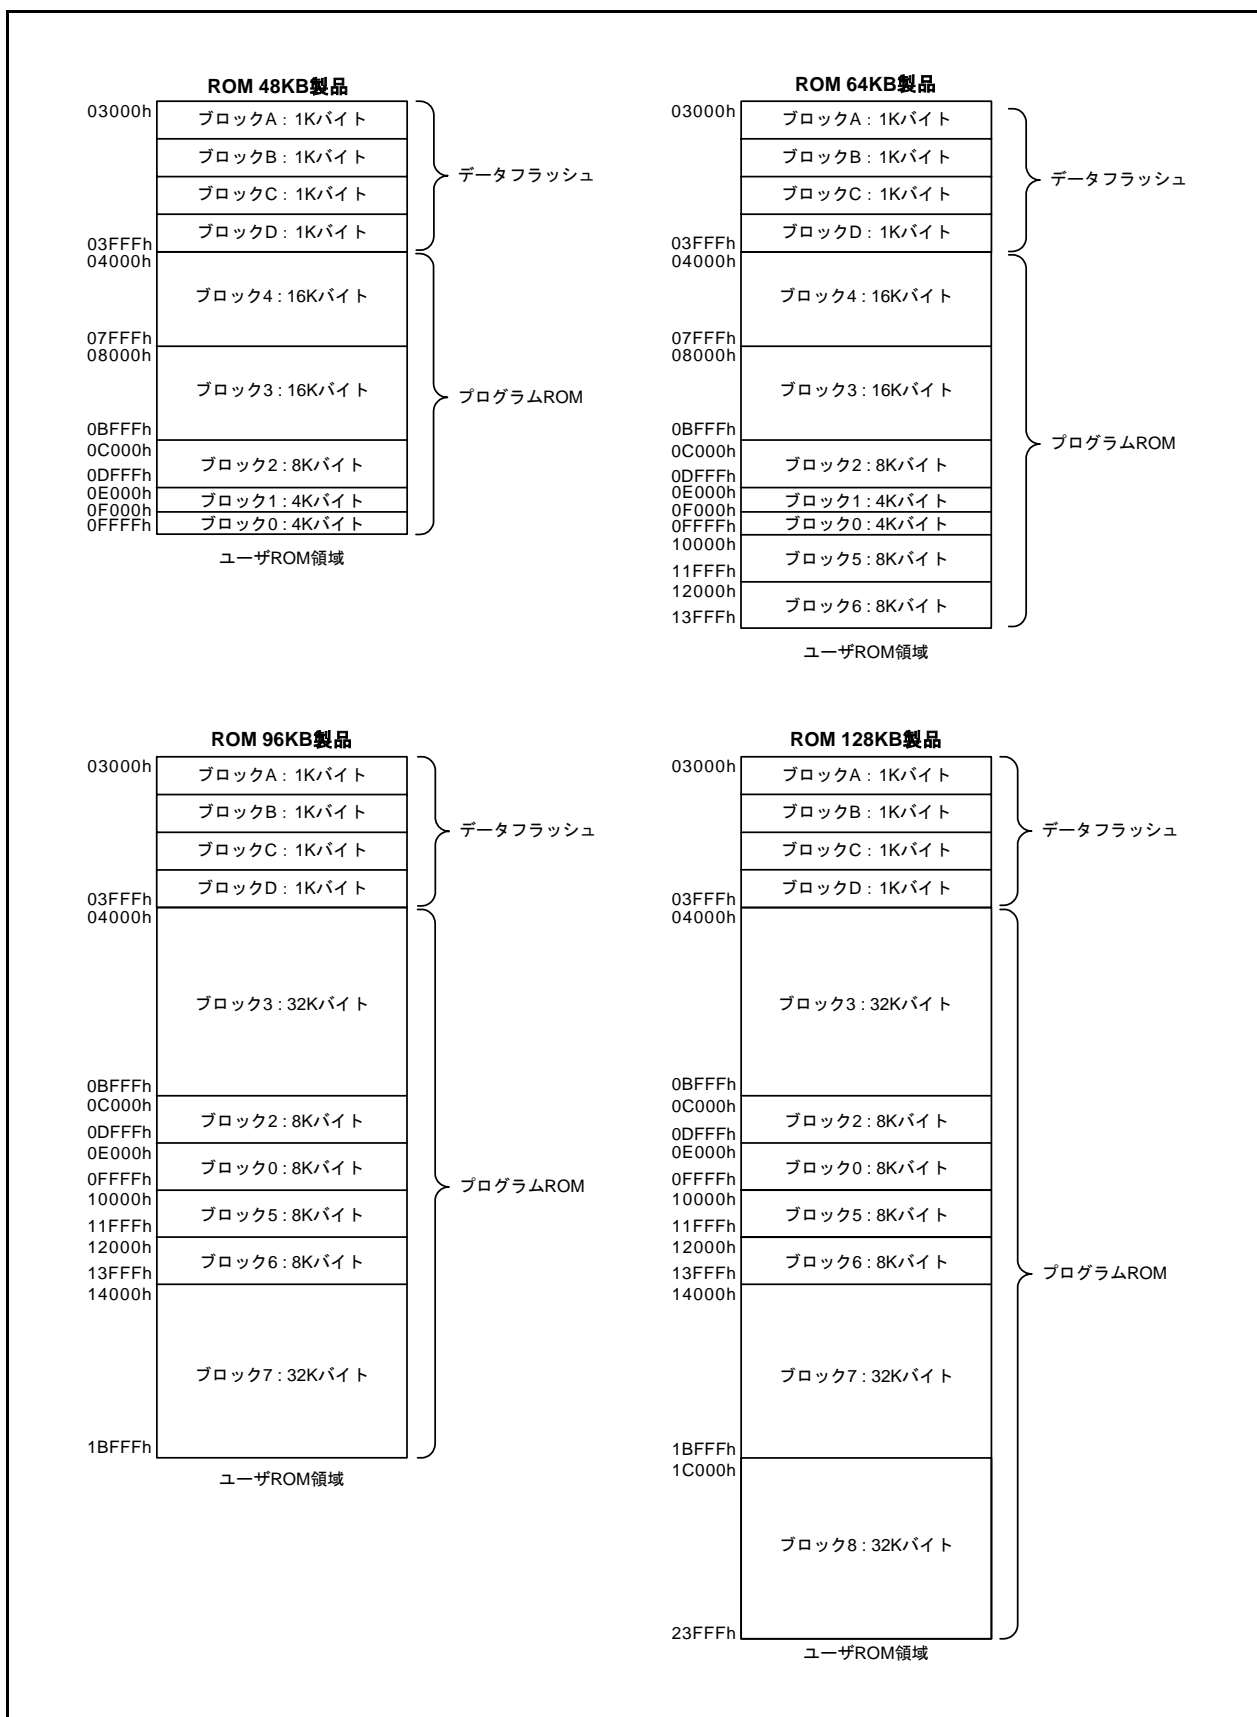 ROM 48KB製品
03000h
ブロックA : 1Kバイト
ブロックB : 1Kバイト
ブロックC : 1Kバイト
ブロックD : 1Kバイト
データフラッシュ
03FFFh
04000h
ブロック4 : 16Kバイト
07FFFh
08000h
ブロック3 : 16Kバイト
プログラムROM
0BFFFh
0C000h
ブロック2 : 8Kバイト
0DFFFh
0E000h
ブロック1 : 4Kバイト
0F000h
ブロック0 : 4Kバイト
0FFFFh
ユーザROM領域
ROM 64KB製品
03000h
ブロックA : 1Kバイト
ブロックB : 1Kバイト
ブロックC : 1Kバイト
ブロックD : 1Kバイト
データフラッシュ
03FFFh
04000h
ブロック4 : 16Kバイト
07FFFh
08000h
ブロック3 : 16Kバイト
0BFFFh
プログラムROM
0C000h
ブロック2 : 8Kバイト
0DFFFh
0E000h
ブロック1 : 4Kバイト
0F000h
ブロック0 : 4Kバイト
0FFFFh
10000h
ブロック5 : 8Kバイト
11FFFh
12000h
ブロック6 : 8Kバイト
13FFFh
ユーザROM領域
ROM 96KB製品
03000h
ブロックA : 1Kバイト
ブロックB : 1Kバイト
ブロックC : 1Kバイト
ブロックD : 1Kバイト
データフラッシュ
03FFFh
04000h
ブロック3 : 32Kバイト
0BFFFh
0C000h
ブロック2 : 8Kバイト
0DFFFh
0E000h
ブロック0 : 8Kバイト
0FFFFh
プログラムROM
10000h
ブロック5 : 8Kバイト
11FFFh
12000h
ブロック6 : 8Kバイト
13FFFh
14000h
ブロック7 : 32Kバイト
1BFFFh
ユーザROM領域
ROM 128KB製品
03000h
ブロックA : 1Kバイト
ブロックB : 1Kバイト
ブロックC : 1Kバイト
ブロックD : 1Kバイト
データフラッシュ
03FFFh
04000h
ブロック3 : 32Kバイト
0BFFFh
0C000h
ブロック2 : 8Kバイト
0DFFFh
0E000h
ブロック0 : 8Kバイト
0FFFFh
10000h
ブロック5 : 8Kバイト
11FFFh
12000h
ブロック6 : 8Kバイト
13FFFh
プログラムROM
14000h
ブロック7 : 32Kバイト
1BFFFh
1C000h
ブロック8 : 32Kバイト
23FFFh
ユーザROM領域